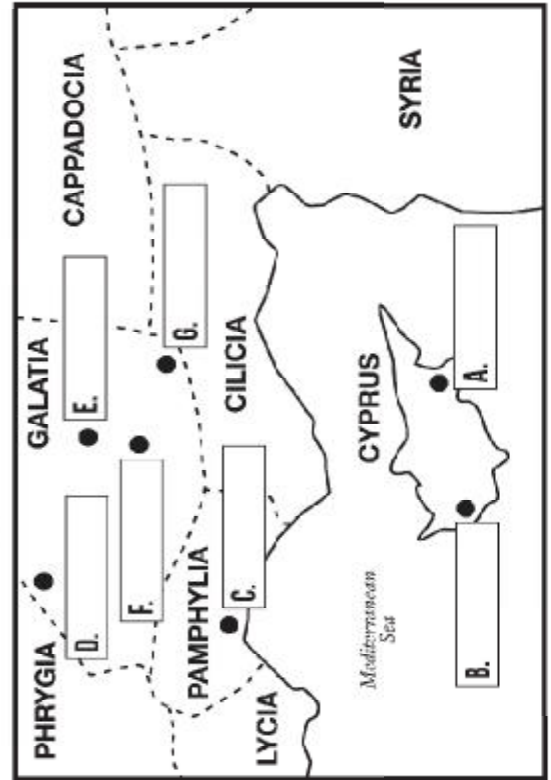 PHRYGIA
GALATIA
CAPPADOCIA
D.
E.
F.
G.
PAMPHYLIA
C.
CILICIA
LYCIA
CYPRUS
SYRIA
Mediterranean
Sea
B.
A.